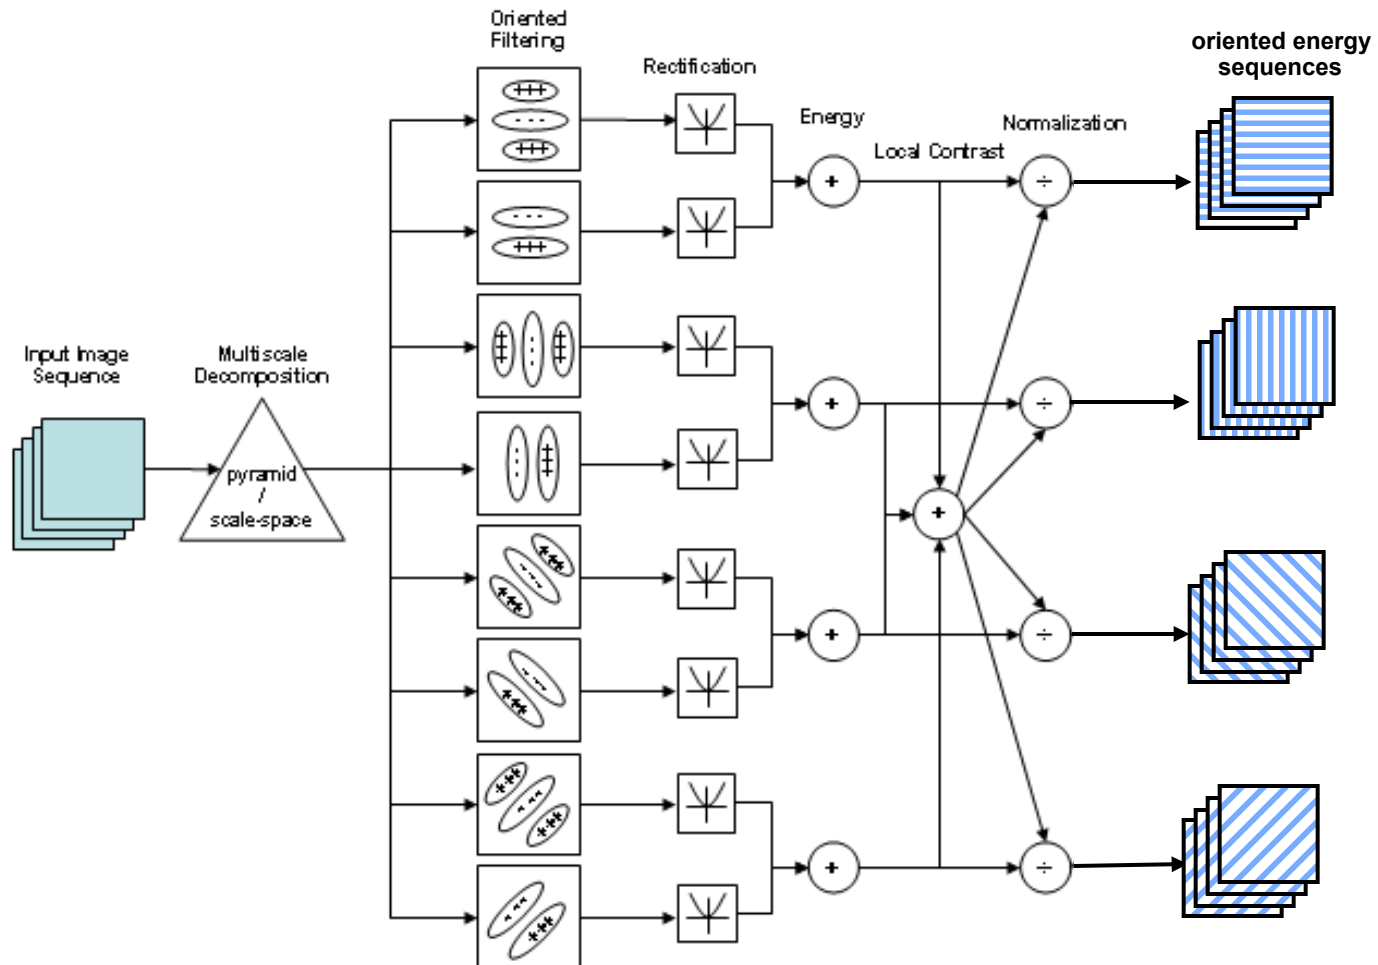 Oriented
Filtering
Rectification
Energy
Local Contrast
Normalization
oriented energy
sequences
Input Image
Sequence
Multiscale
Decomposition
pyramid
/
scale-space
+++
- - -
+++
- - -
+++
+++
- - -
+++
- - -
+++
+++
- - -
+++
- - -
+++
+++
- - -
+++
- - -
+++
+
+
+
+
+
÷
÷
÷
÷